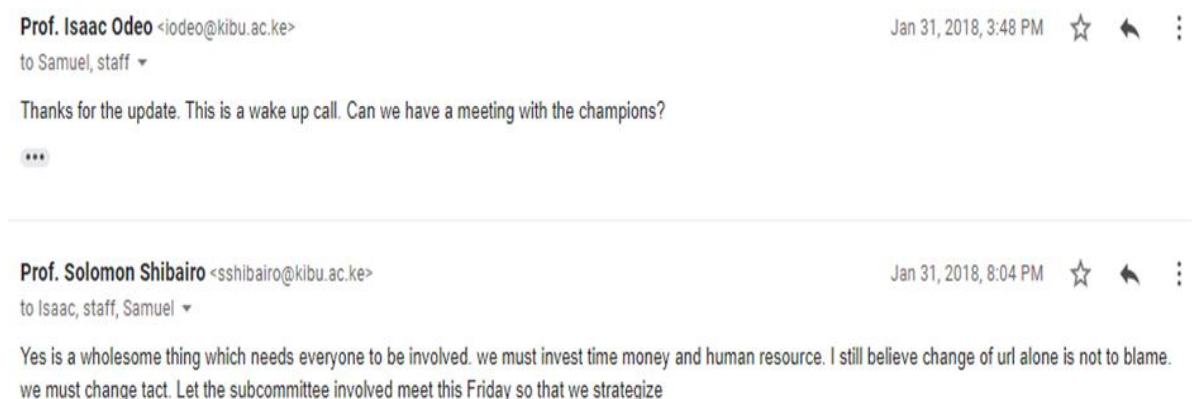 Prof. Isaac Odeo <iodeo@kibu.ac.ke> Jan 31, 2018, 3:48 PM
to Samuel, staff
Thanks for the update. This is a wake up call. Can we have a meeting with the champions?
Prof. Solomon Shibairo <sshibairo@kibu.ac.ke> Jan 31, 2018, 8:04 PM
to Isaac, staff, Samuel
Yes is a wholesome thing which needs everyone to be involved. we must invest time money and human resource. I still believe change of url alone is not to blame.
we must change tact. Let the subcommittee involved meet this Friday so that we strategize